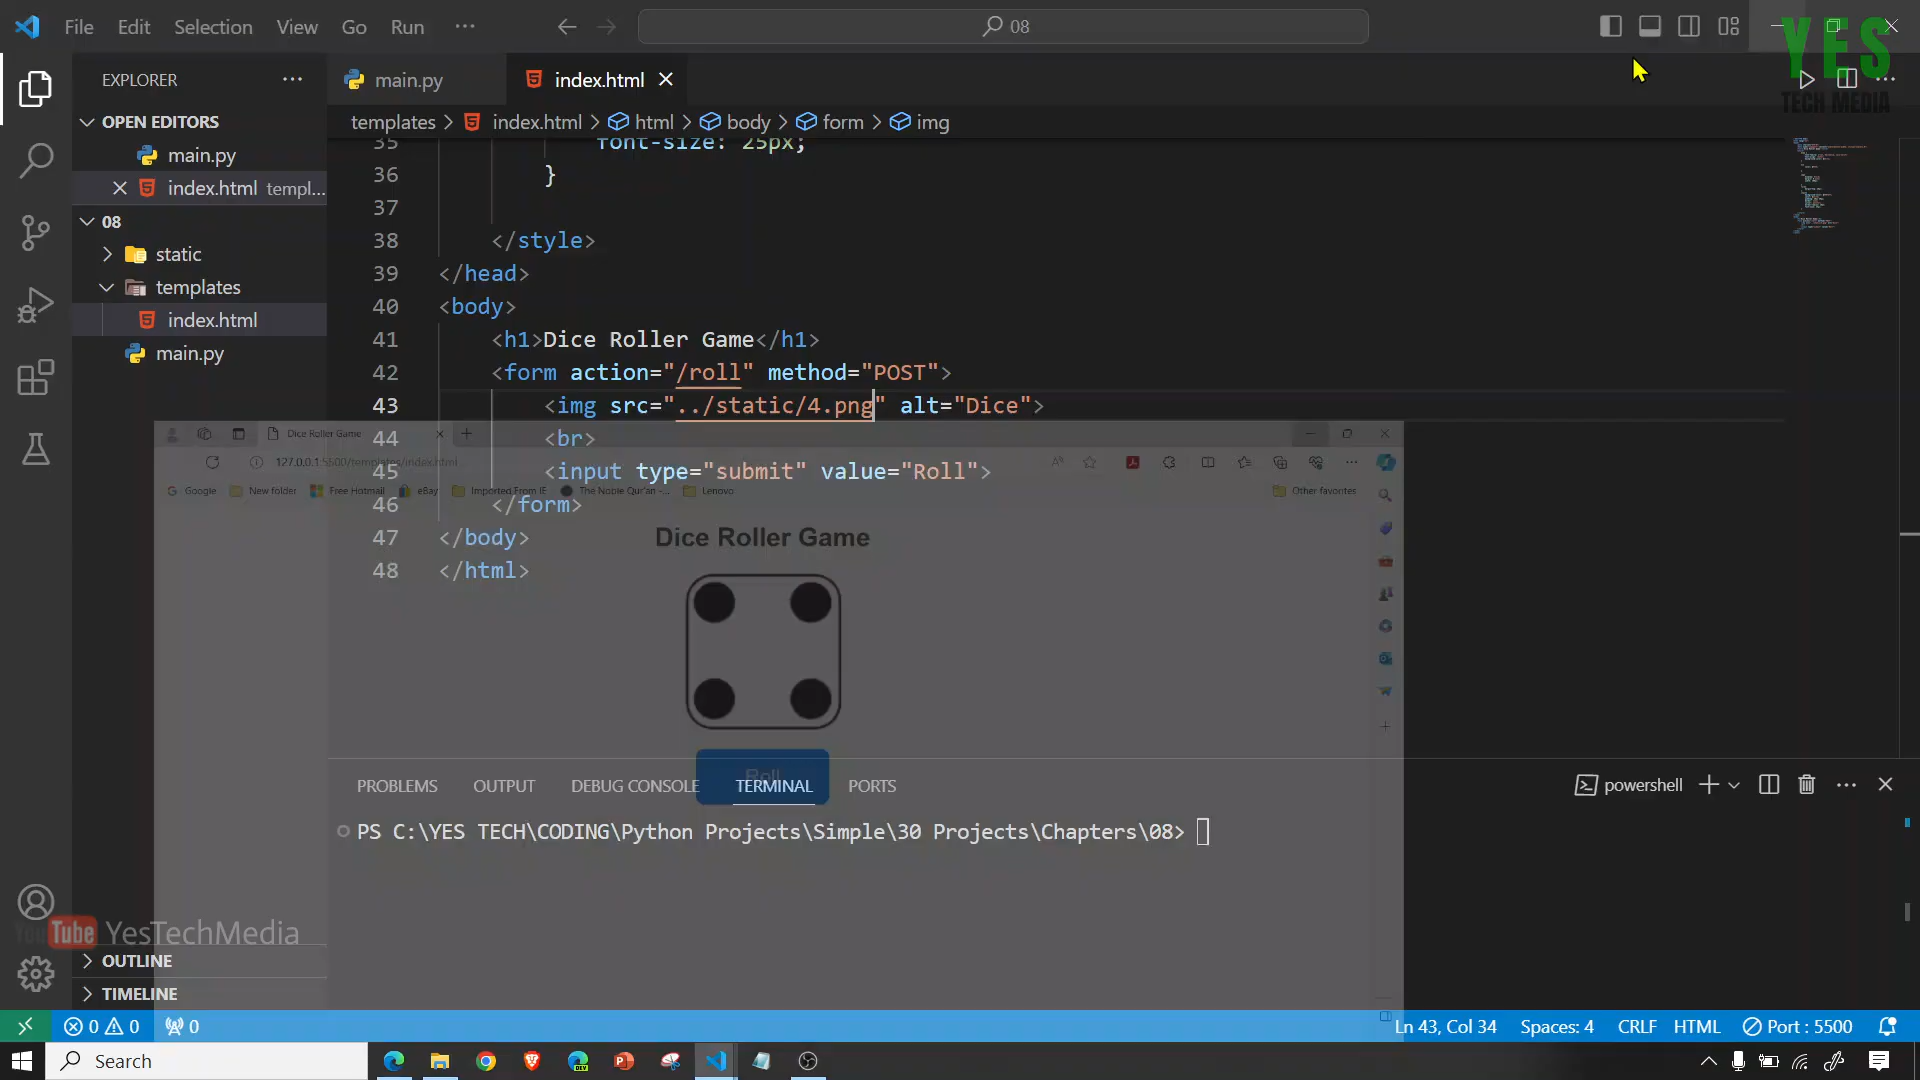 File Edit Selection View Go Run ···
08
YES
TECH MEDIA
EXPLORER
main.py
index.html
OPEN EDITORS
main.py
index.html templ...
08
static
templates
index.html
main.py
templates > index.html > html > body > form > img
35 font-size: 25px;
36 }
37
38 </style>
39 </head>
40 <body>
41 <h1>Dice Roller Game</h1>
42 <form action="/roll" method="POST">
43 <img src="../static/4.png" alt="Dice">
44 <br>
45 <input type="submit" value="Roll">
46 </form>
47 </body>
48 </html>
Dice Roller Game
127.0.0.1:5500/templates/index.html
Google New folder Free Hotmail eBay Imported From IE The Noble Qur'an -... Lenovo Other favorites
Dice Roller Game
Roll
PROBLEMS OUTPUT DEBUG CONSOLE TERMINAL PORTS
powershell
PS C:\YES TECH\CODING\Python Projects\Simple\30 Projects\Chapters\08>
YouTube YesTechMedia
OUTLINE
TIMELINE
0 0 0
Ln 43, Col 34 Spaces: 4 CRLF HTML Port : 5500
Search